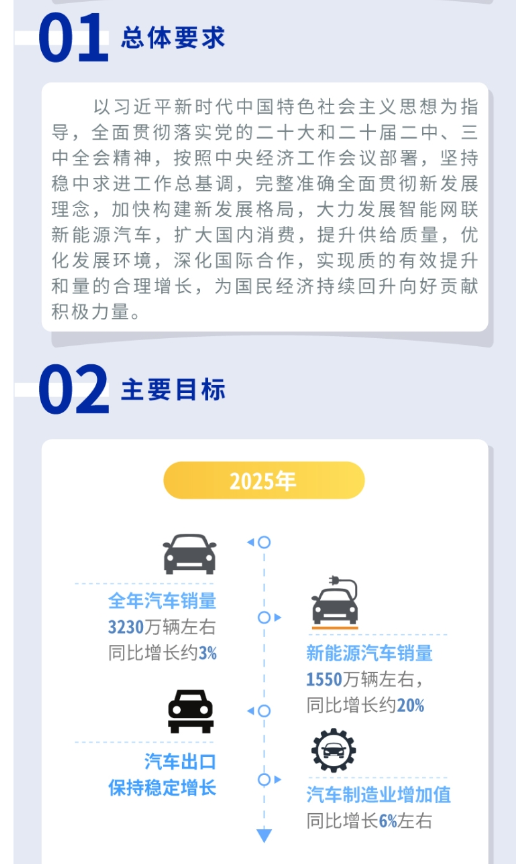 01 总体要求
以习近平新时代中国特色社会主义思想为指
导，全面贯彻落实党的二十大和二十届二中、三
中全会精神，按照中央经济工作会议部署，坚持
稳中求进工作总基调，完整准确全面贯彻新发展
理念，加快构建新发展格局，大力发展智能网联
新能源汽车，扩大国内消费，提升供给质量，优
化发展环境，深化国际合作，实现质的有效提升
和量的合理增长，为国民经济持续回升向好贡献
积极力量。
02 主要目标
2025年
全年汽车销量
3230万辆左右
同比增长约3%
新能源汽车销量
1550万辆左右，
同比增长约20%
汽车出口
保持稳定增长
汽车制造业增加值
同比增长6%左右